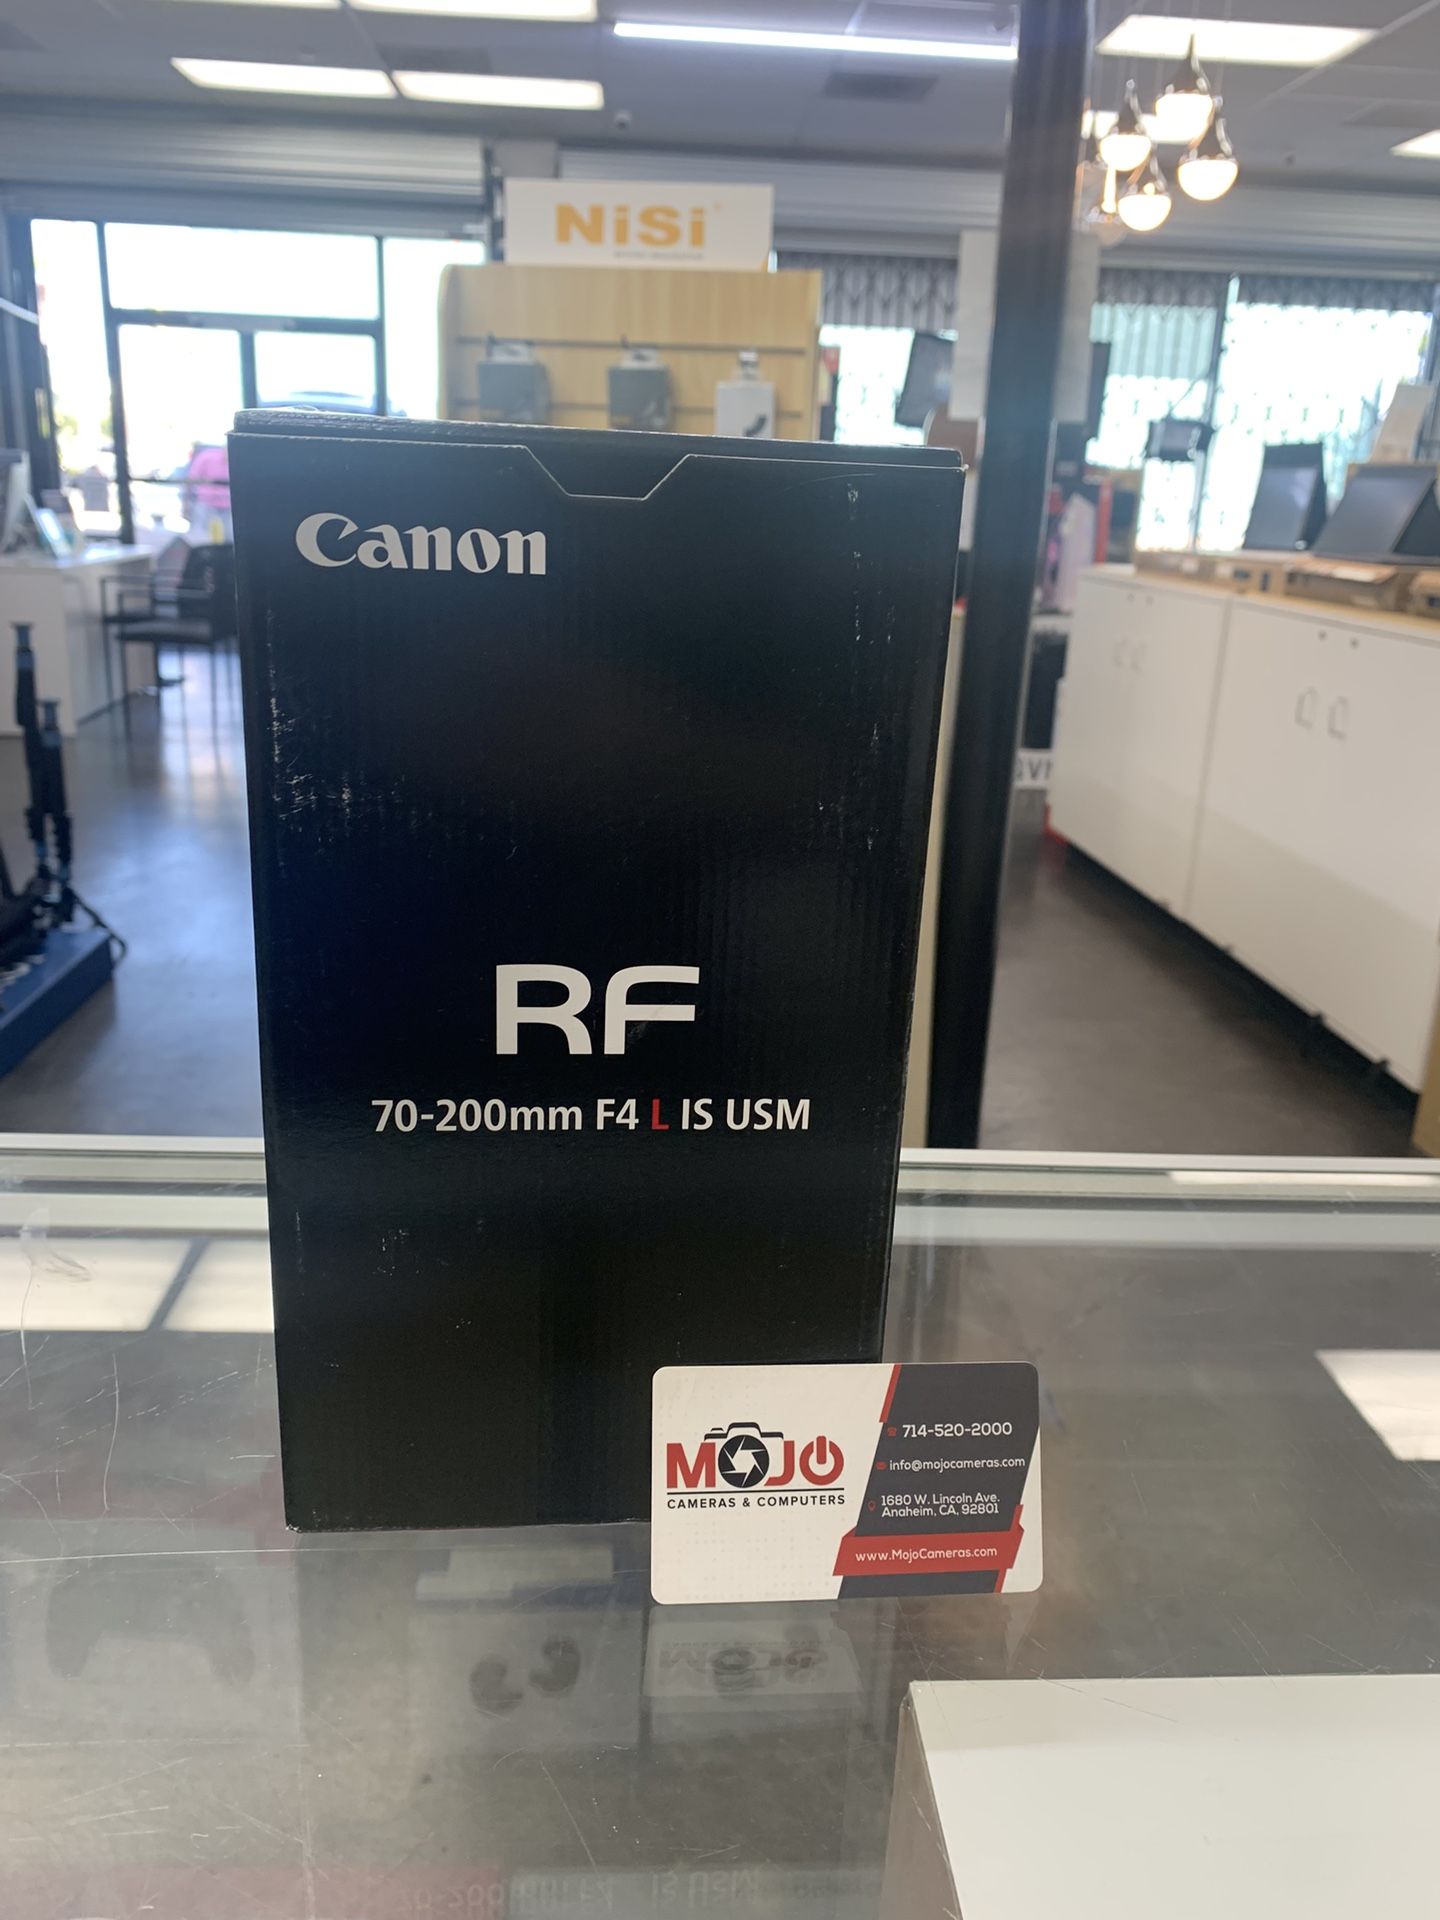 NiSi
Canon
RF
70-200mm F4 L IS USM
MOJO
CAMERAS & COMPUTERS
714-520-2000
info@mojocameras.com
1680 W. Lincoln Ave.
Anaheim, CA, 92801
www.MojoCameras.com